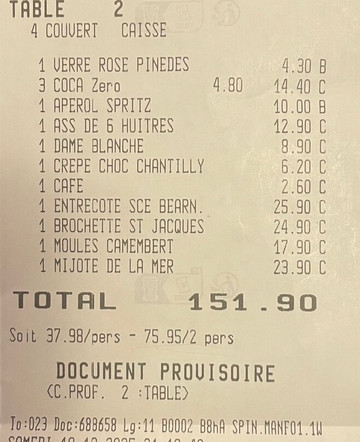 TABLE 2
4 COUVERT CAISSE
1 VERRE ROSE PINEDES 4.30 B
3 COCA Zero 4.80 14.40 C
1 APEROL SPRITZ 10.00 B
1 ASS DE 6 HUITRES 12.90 C
1 DAME BLANCHE 8.90 C
1 CREPE CHOC CHANTILLY 6.20 C
1 CAFE 2.60 C
1 ENTRECOTE SCE BEARN. 25.90 C
1 BROCHETTE ST JACQUES 24.90 C
1 MOULES CAMEMBERT 17.90 C
1 MIJOTE DE LA MER 23.90 C
TOTAL 151.90
Soit 37.98/pers - 75.95/2 pers
DOCUMENT PROVISOIRE
<C.PROF. 2 :TABLE>
To:023 Doc:688658 Lg:11 B0002 B8hA SPIN.MANF01.1W
SAMEDI